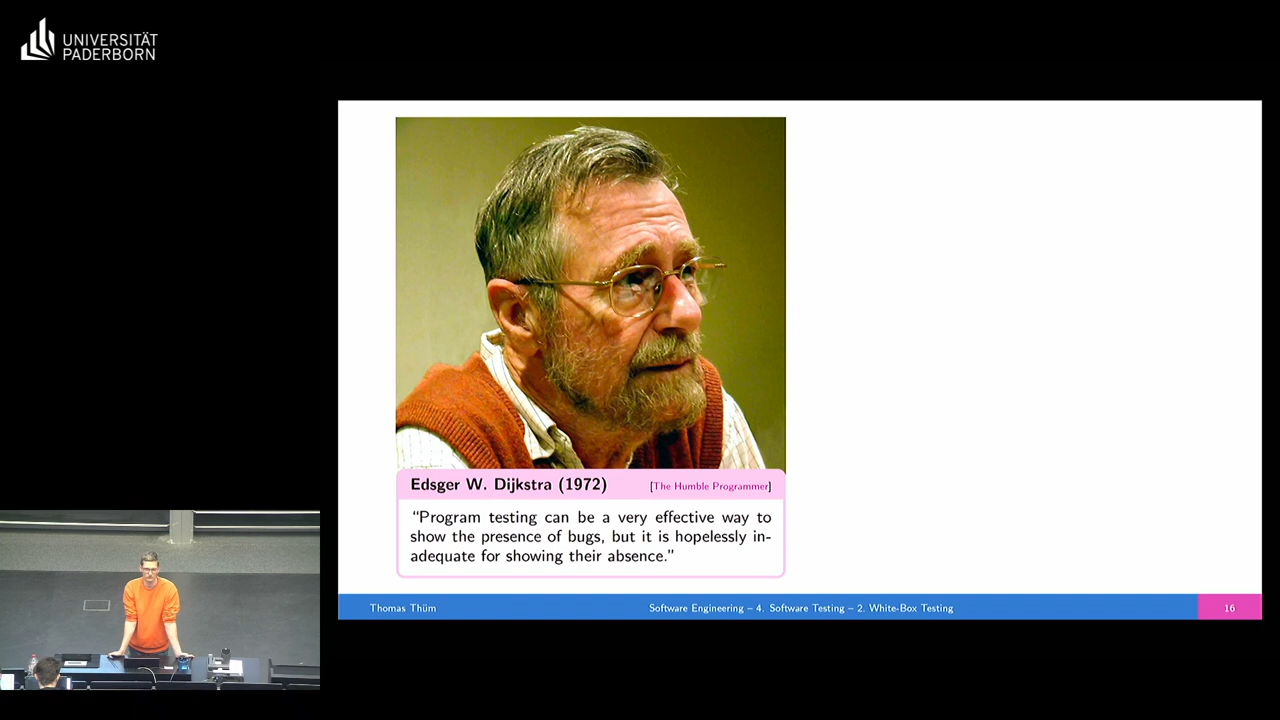 UNIVERSITÄT
PADERBORN
Edsger W. Dijkstra (1972) [The Humble Programmer]
“Program testing can be a very effective way to
show the presence of bugs, but it is hopelessly in-
adequate for showing their absence.”
Thomas Thüm Software Engineering – 4. Software Testing – 2. White-Box Testing 16